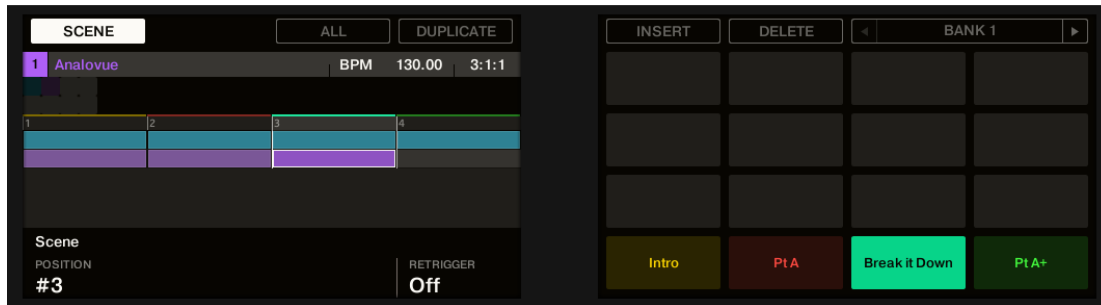 SCENE ALL DUPLICATE
1 Analovue BPM 130.00 3:1:1
1 2 3 4
Scene
POSITION RETRIGGER
#3 Off
INSERT DELETE BANK 1
Intro Pt A Break it Down Pt A+